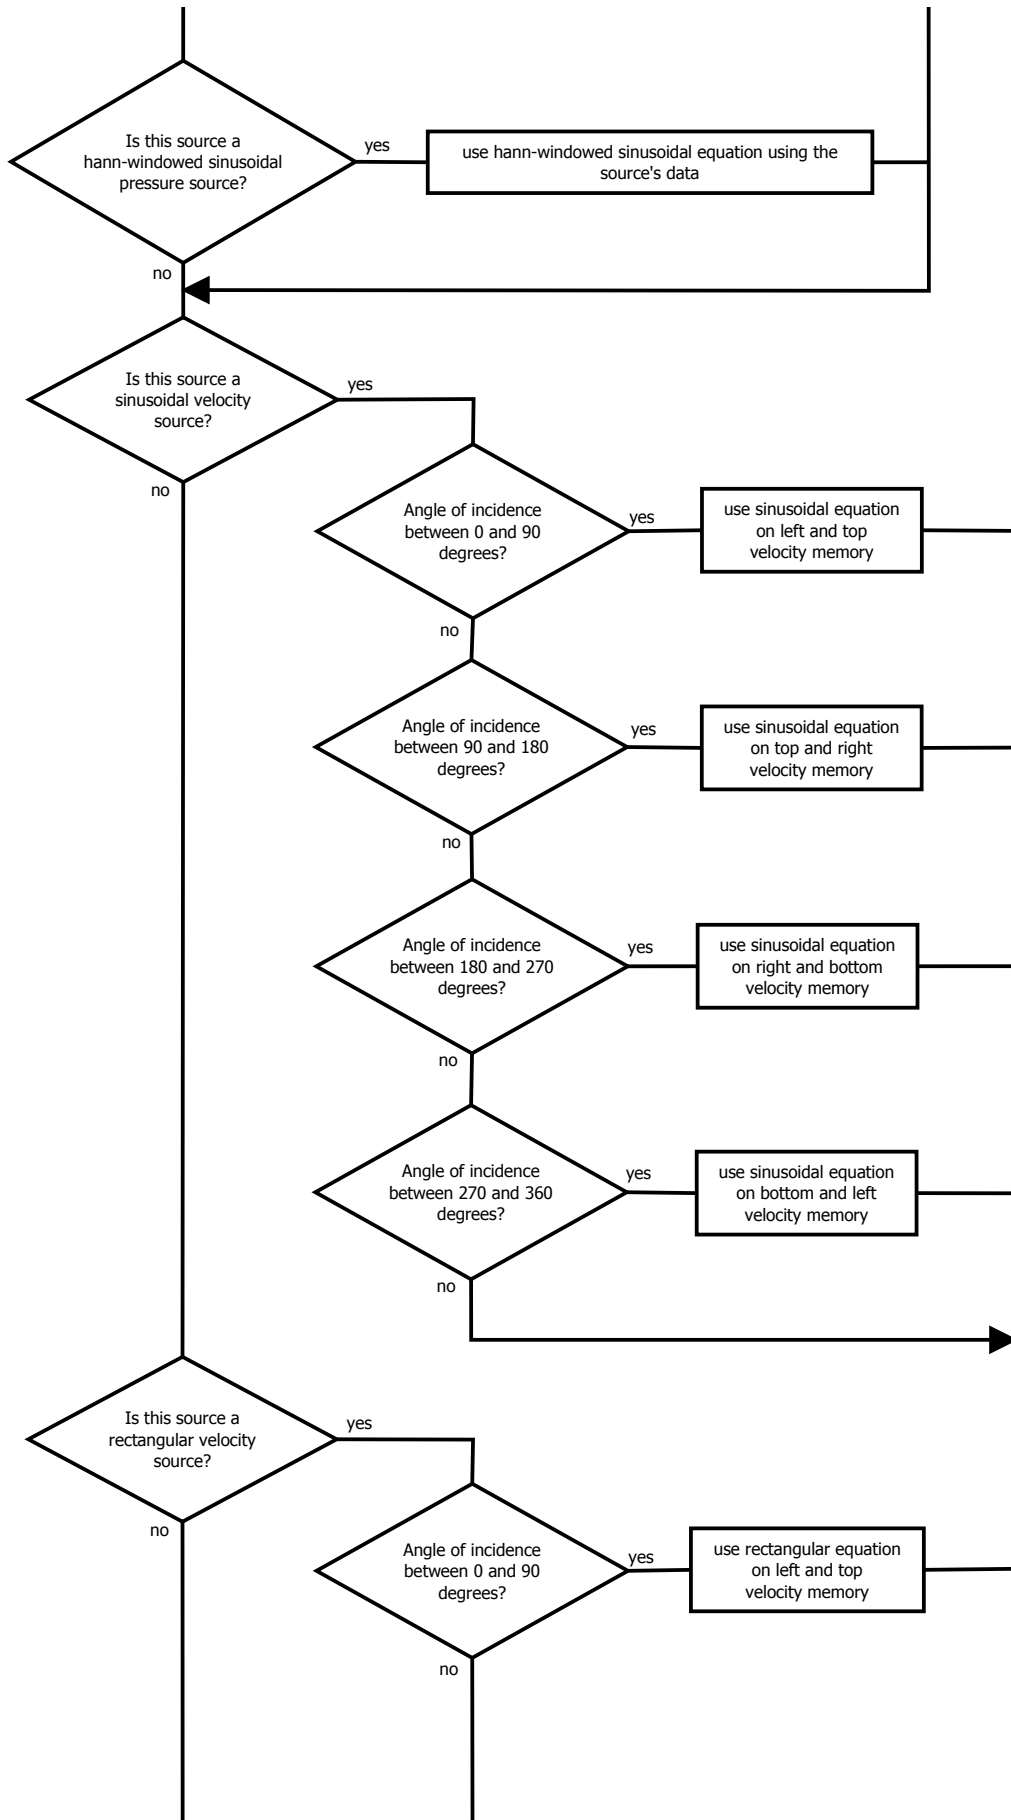 Is this source a
hann-windowed sinusoidal
pressure source?
yes
use hann-windowed sinusoidal equation using the
source's data
no
Is this source a
sinusoidal velocity
source?
yes
no
Angle of incidence
between 0 and 90
degrees?
yes
use sinusoidal equation
on left and top
velocity memory
no
Angle of incidence
between 90 and 180
degrees?
yes
use sinusoidal equation
on top and right
velocity memory
no
Angle of incidence
between 180 and 270
degrees?
yes
use sinusoidal equation
on right and bottom
velocity memory
no
Angle of incidence
between 270 and 360
degrees?
yes
use sinusoidal equation
on bottom and left
velocity memory
no
Is this source a
rectangular velocity
source?
yes
no
Angle of incidence
between 0 and 90
degrees?
yes
use rectangular equation
on left and top
velocity memory
no